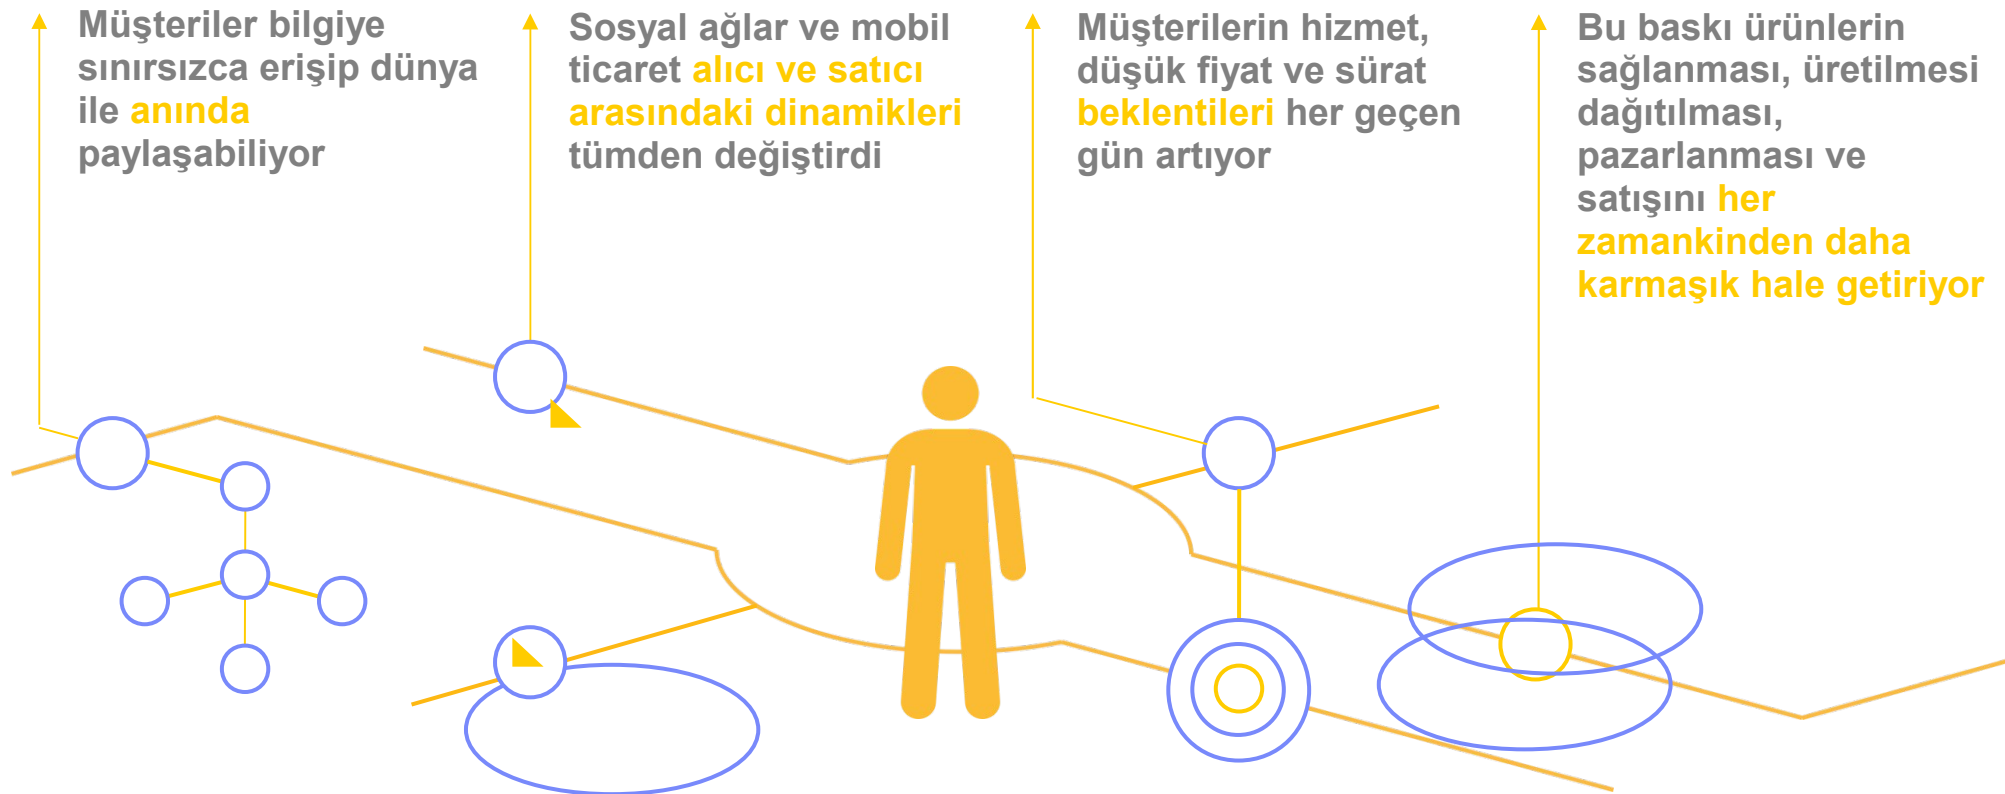 Müşteriler bilgiye
sınırsızca erişip dünya
ile anında
paylaşabiliyor
Sosyal ağlar ve mobil
ticaret alıcı ve satıcı
arasındaki dinamikleri
tümden değiştirdi
Müşterilerin hizmet,
düşük fiyat ve sürat
beklentileri her geçen
gün artıyor
Bu baskı ürünlerin
sağlanması, üretilmesi
dağıtılması,
pazarlanması ve
satışını her
zamankinden daha
karmaşık hale getiriyor